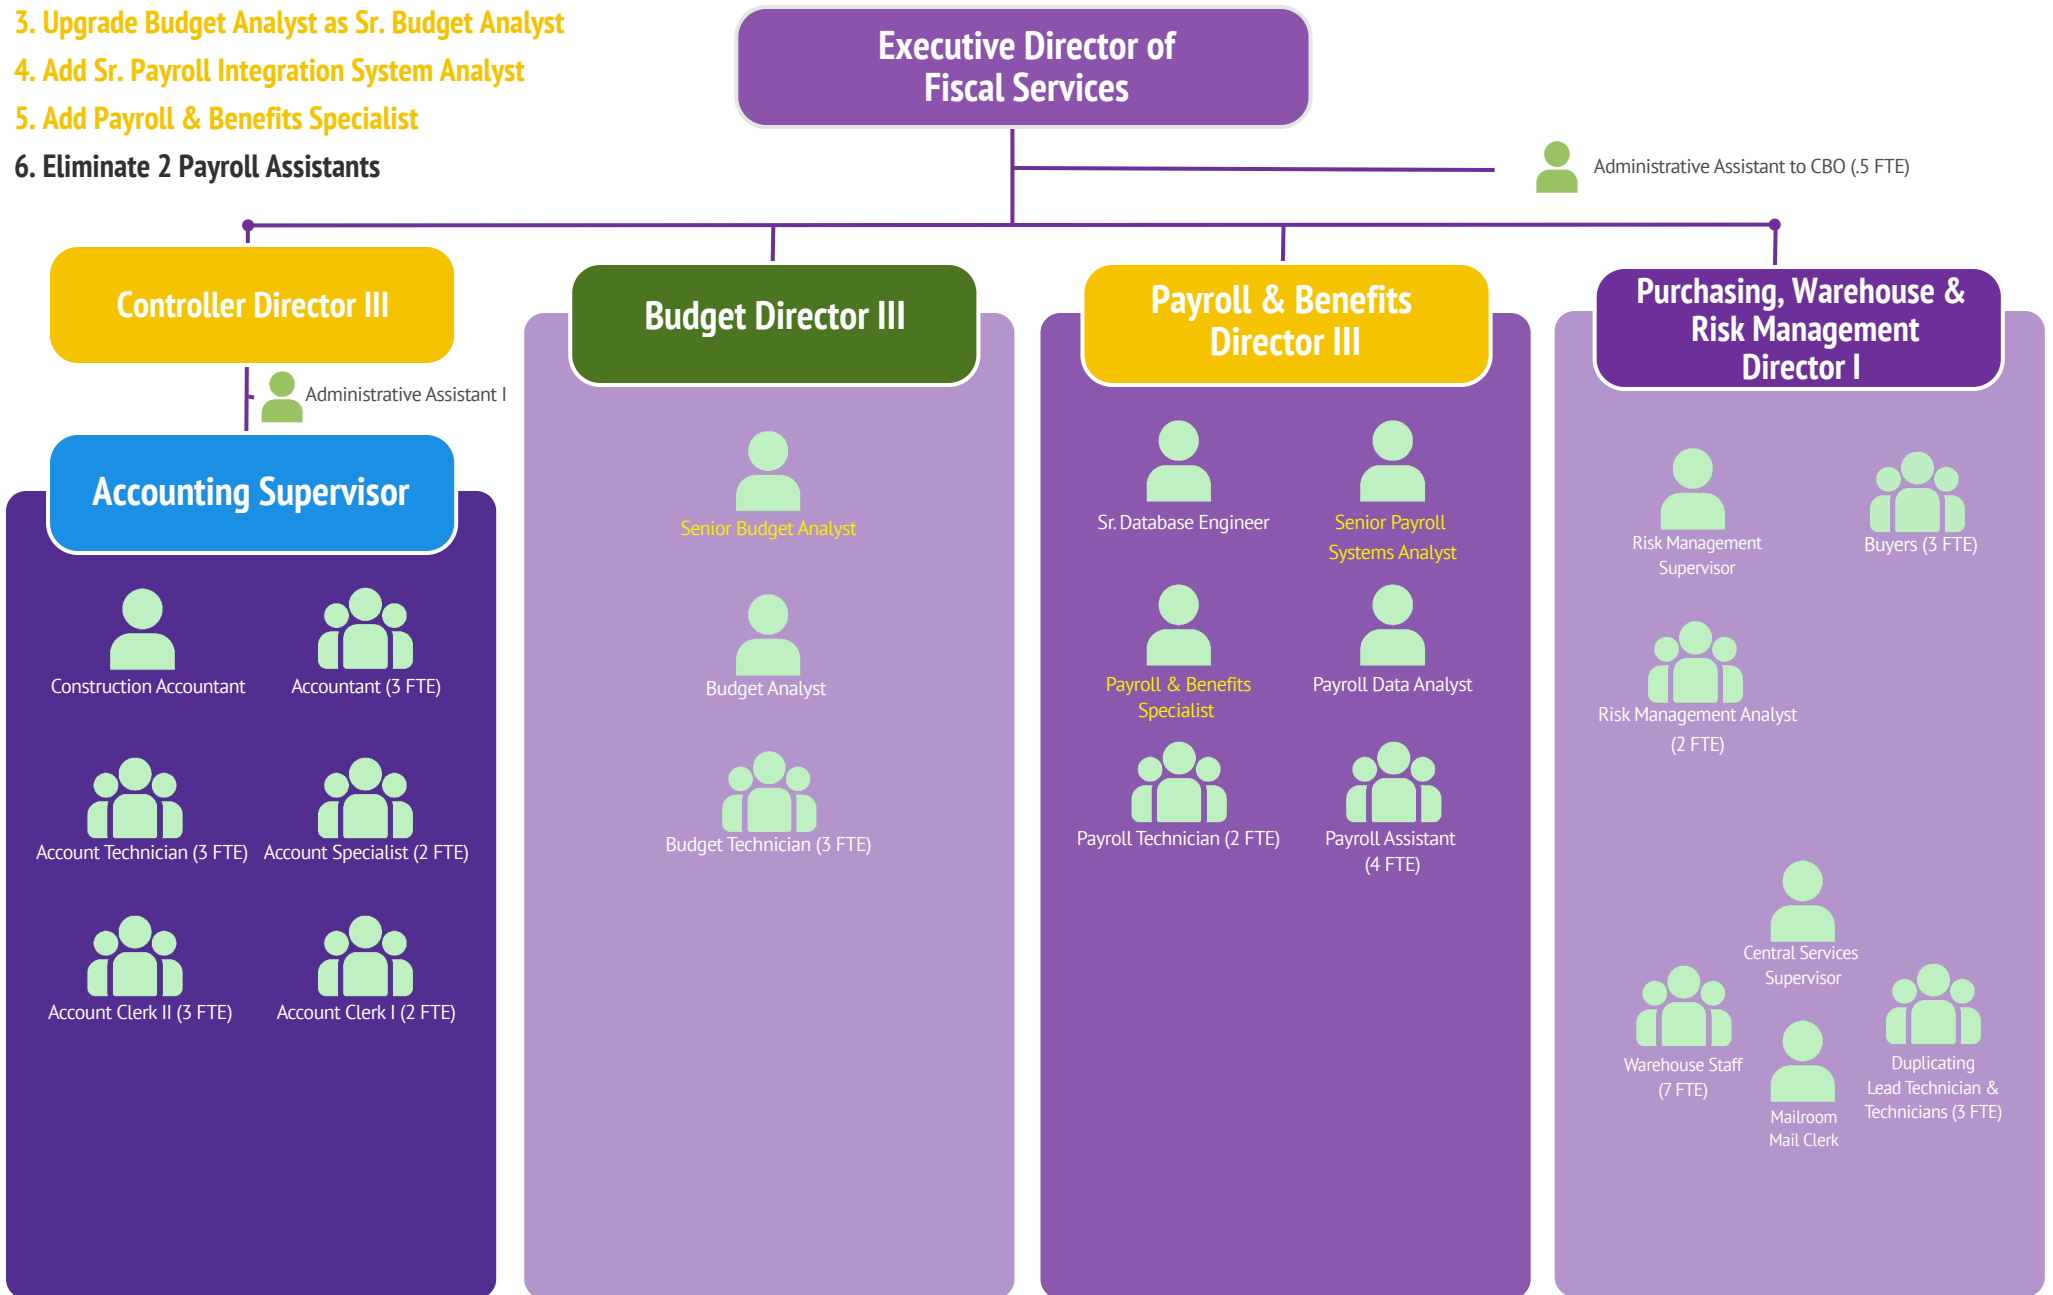 3. Upgrade Budget Analyst as Sr. Budget Analyst
4. Add Sr. Payroll Integration System Analyst
5. Add Payroll & Benefits Specialist
6. Eliminate 2 Payroll Assistants
Executive Director of
Fiscal Services
Administrative Assistant to CBO (.5 FTE)
Controller Director III
Administrative Assistant I
Accounting Supervisor
Construction Accountant
Accountant (3 FTE)
Account Technician (3 FTE)
Account Specialist (2 FTE)
Account Clerk II (3 FTE)
Account Clerk I (2 FTE)
Budget Director III
Senior Budget Analyst
Budget Analyst
Budget Technician (3 FTE)
Payroll & Benefits
Director III
Sr. Database Engineer
Senior Payroll
Systems Analyst
Payroll & Benefits
Specialist
Payroll Data Analyst
Payroll Technician (2 FTE)
Payroll Assistant
(4 FTE)
Purchasing, Warehouse &
Risk Management
Director I
Risk Management
Supervisor
Buyers (3 FTE)
Risk Management Analyst
(2 FTE)
Central Services
Supervisor
Warehouse Staff
(7 FTE)
Mailroom
Mail Clerk
Duplicating
Lead Technician &
Technicians (3 FTE)